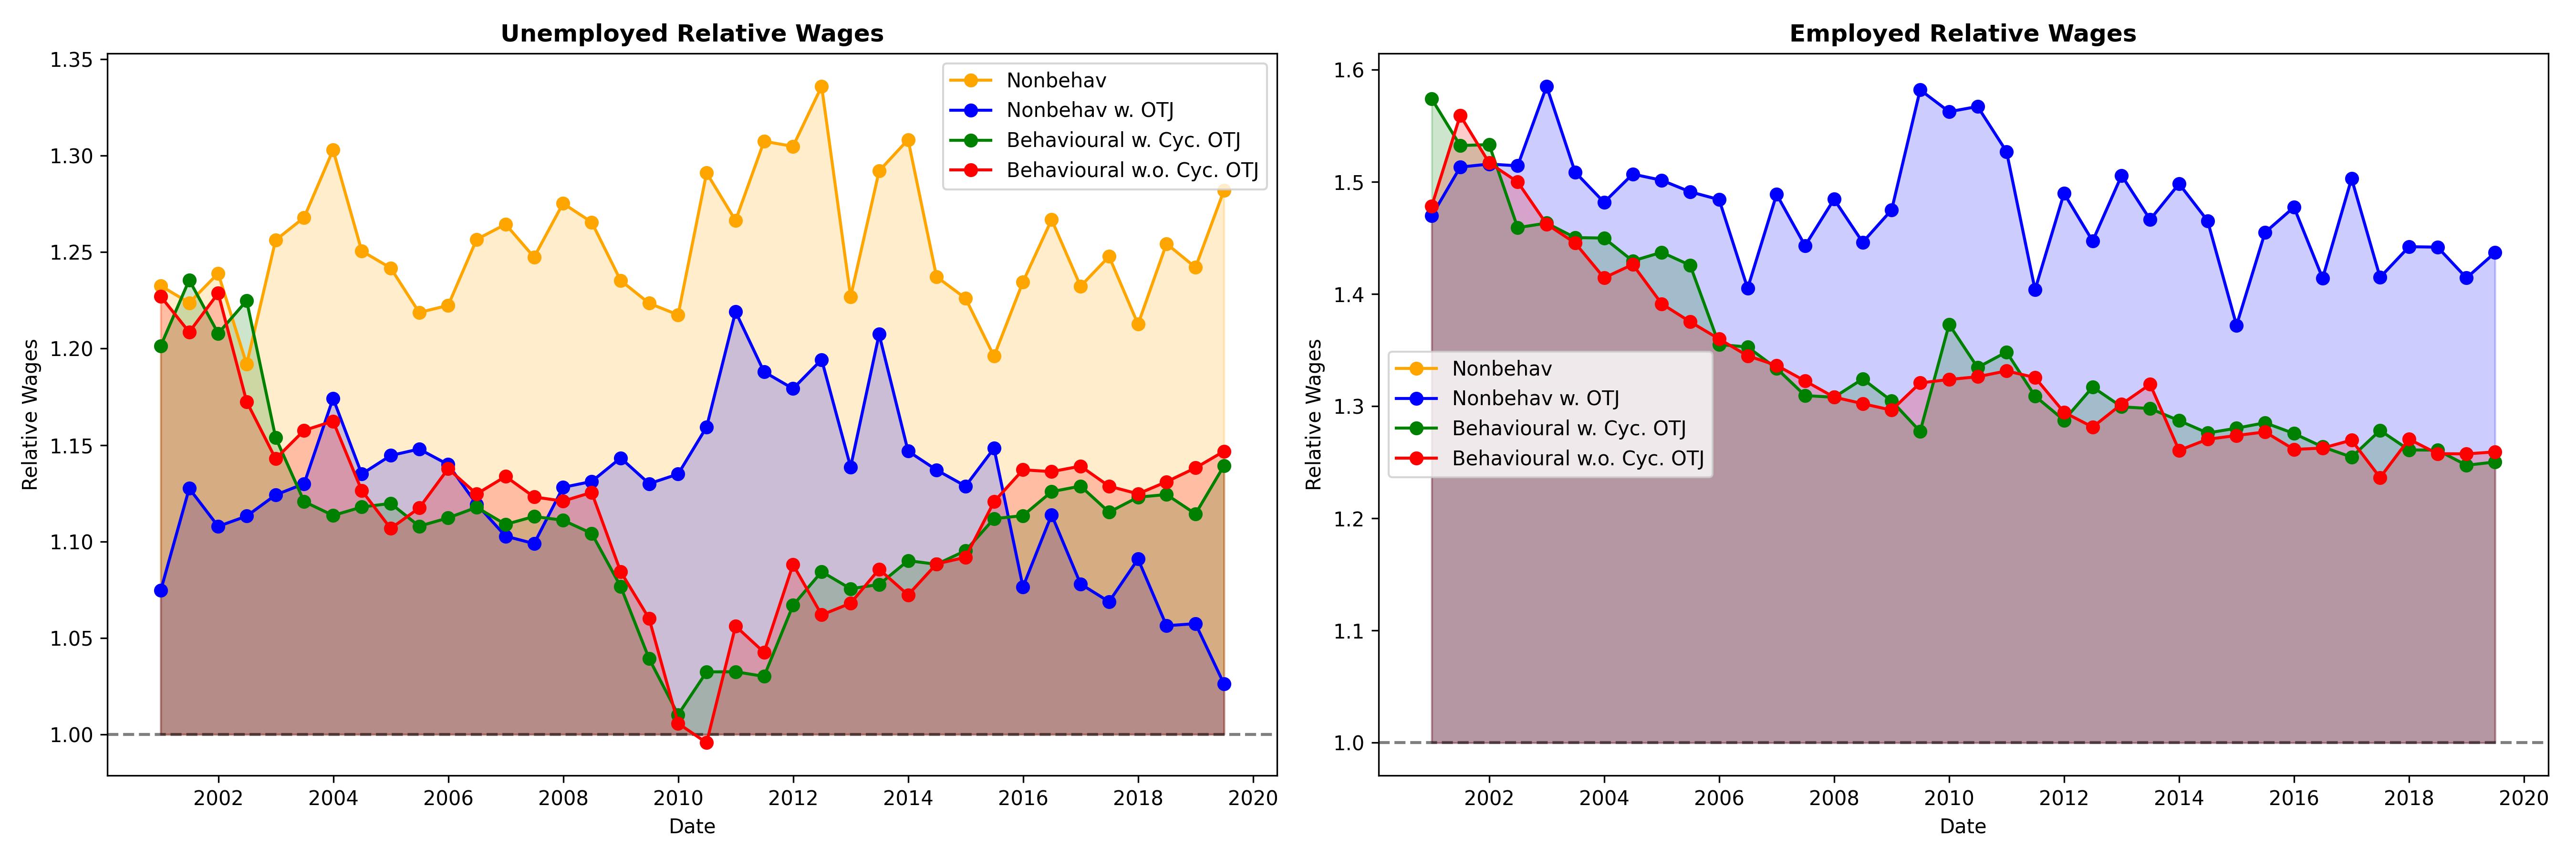 Unemployed Relative Wages
Relative Wages
1.35
1.30
1.25
1.20
1.15
1.10
1.05
1.00
Nonbehav
Nonbehav w. OTJ
Behavioural w. Cyc. OTJ
Behavioural w.o. Cyc. OTJ
2002 2004 2006 2008 2010 2012 2014 2016 2018 2020
Date
Employed Relative Wages
Relative Wages
1.6
1.5
1.4
1.3
1.2
1.1
1.0
Nonbehav
Nonbehav w. OTJ
Behavioural w. Cyc. OTJ
Behavioural w.o. Cyc. OTJ
2002 2004 2006 2008 2010 2012 2014 2016 2018 2020
Date